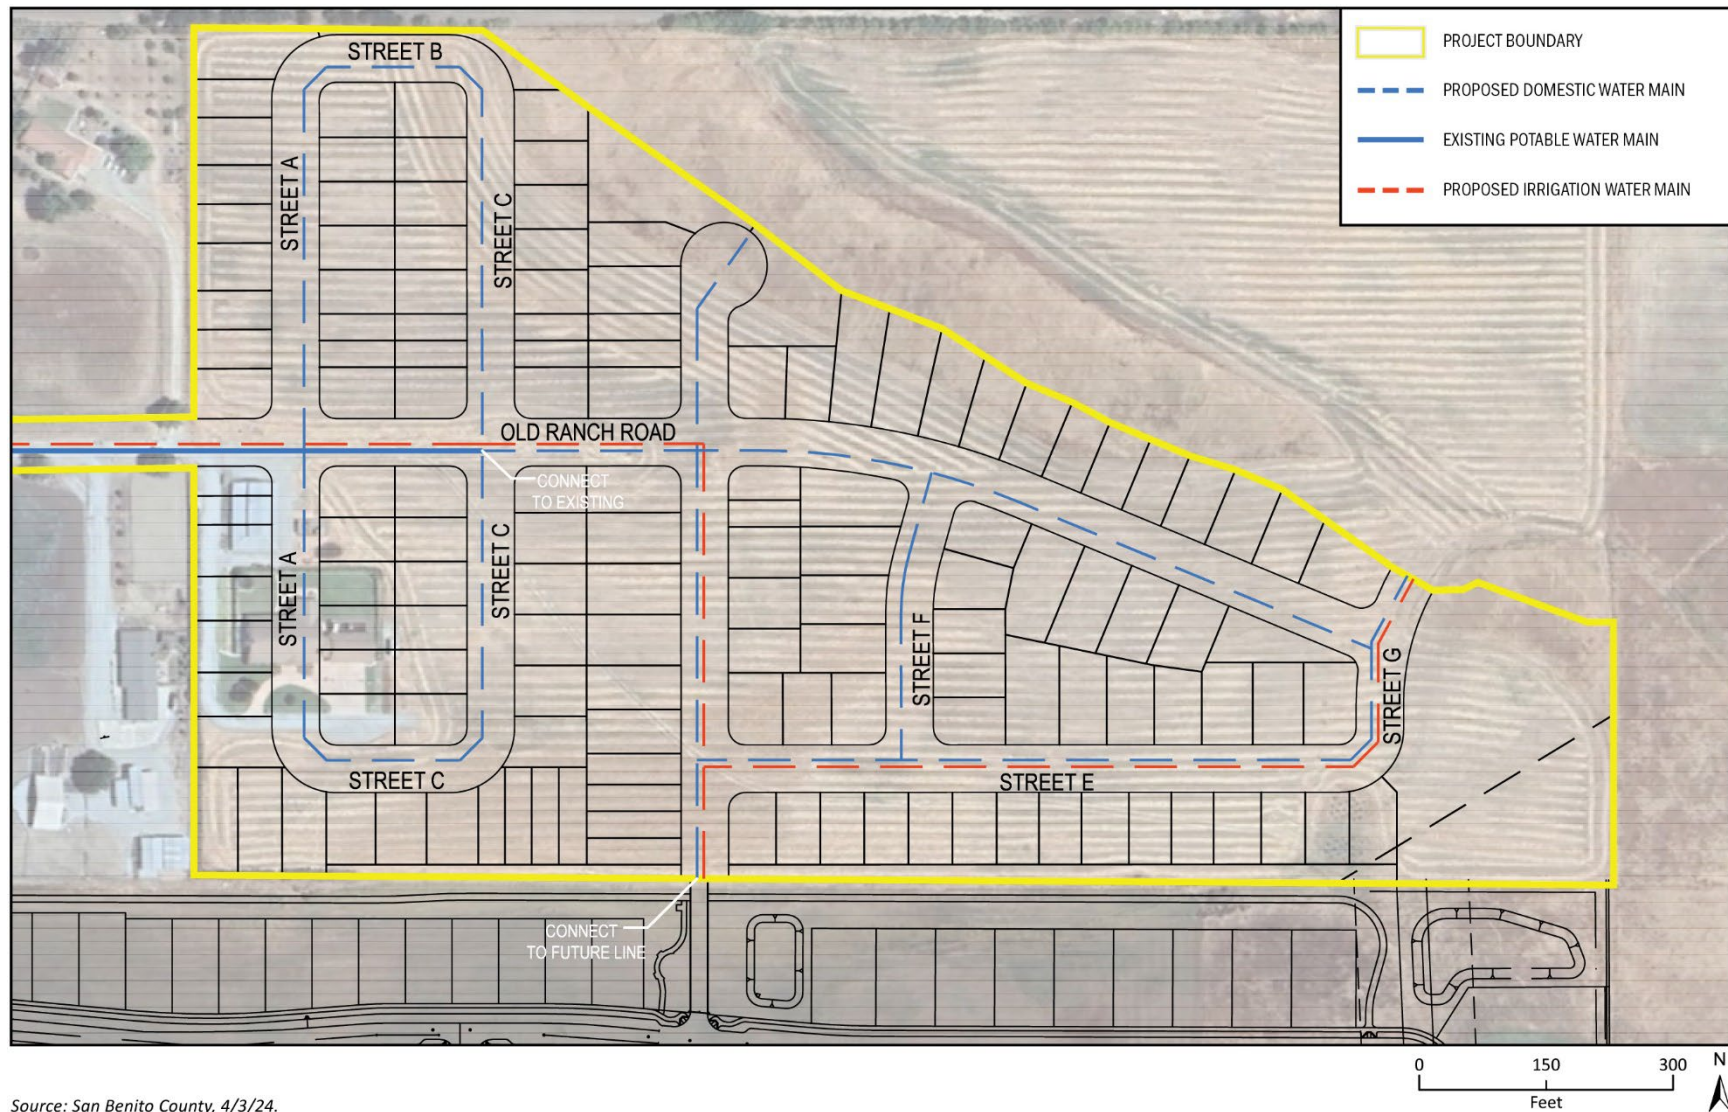 STREET B
PROJECT BOUNDARY
PROPOSED DOMESTIC WATER MAIN
EXISTING POTABLE WATER MAIN
PROPOSED IRRIGATION WATER MAIN
STREET A
STREET C
OLD RANCH ROAD
CONNECT
TO EXISTING
STREET A
STREET C
STREET F
STREET G
STREET C
STREET E
CONNECT
TO FUTURE LINE
0 150 300
Feet
N
Source: San Benito County, 4/3/24.